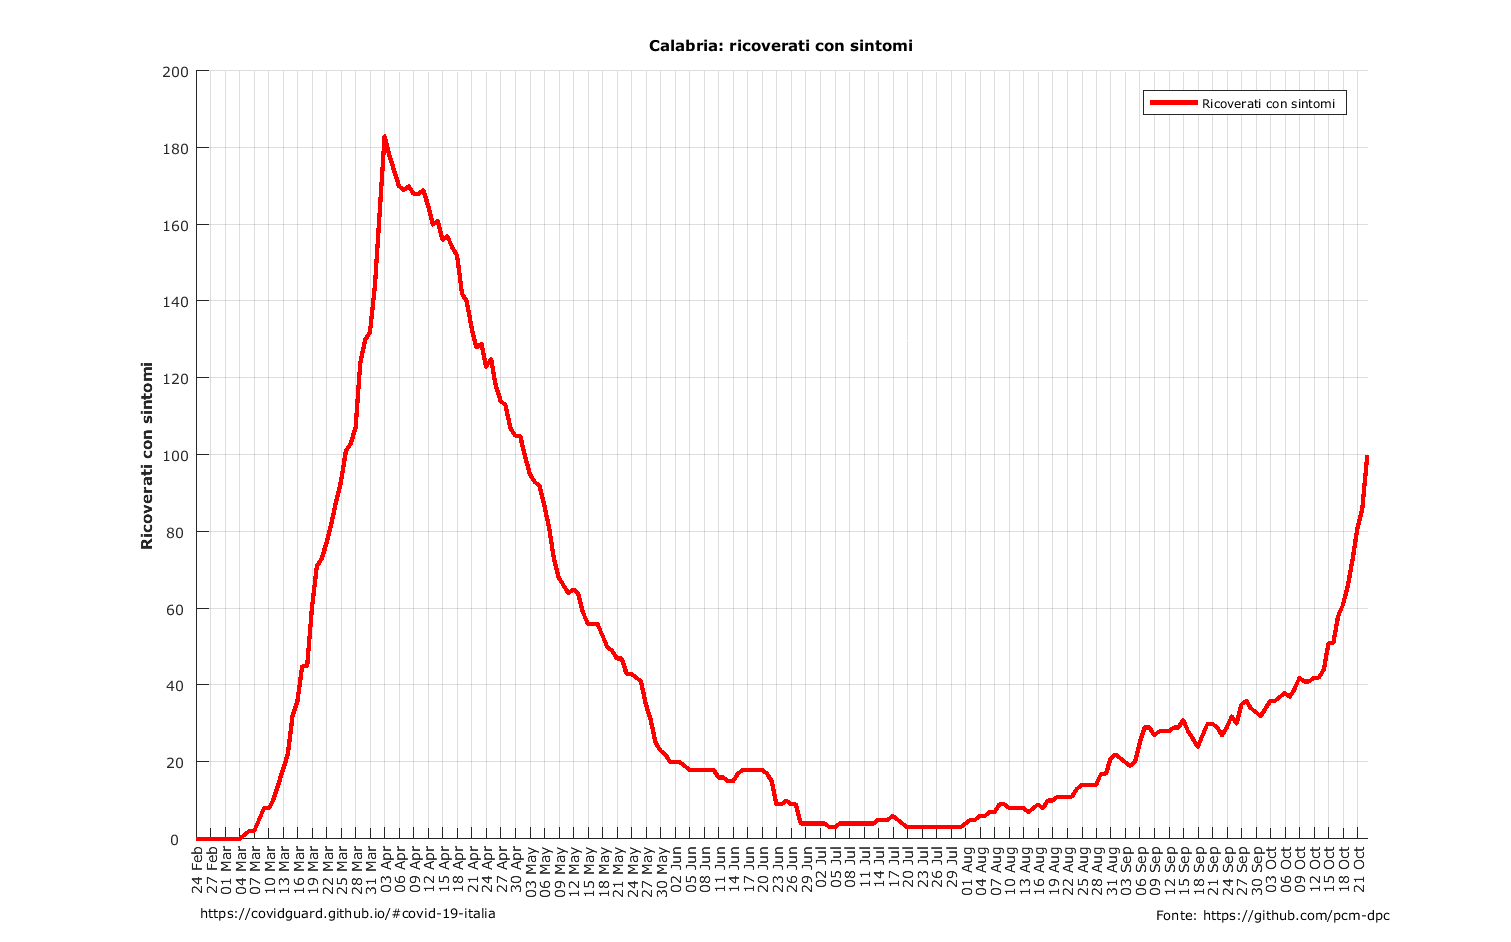 Calabria: ricoverati con sintomi
Ricoverati con sintomi
Ricoverati con sintomi
200
180
160
140
120
100
80
60
40
20
0
24 Feb
27 Feb
01 Mar
04 Mar
07 Mar
10 Mar
13 Mar
16 Mar
19 Mar
22 Mar
25 Mar
28 Mar
31 Mar
03 Apr
06 Apr
09 Apr
12 Apr
15 Apr
18 Apr
21 Apr
24 Apr
27 Apr
30 Apr
03 May
06 May
09 May
12 May
15 May
18 May
21 May
24 May
27 May
30 May
02 Jun
05 Jun
08 Jun
11 Jun
14 Jun
17 Jun
20 Jun
23 Jun
26 Jun
29 Jun
02 Jul
05 Jul
08 Jul
11 Jul
14 Jul
17 Jul
20 Jul
23 Jul
26 Jul
29 Jul
01 Aug
04 Aug
07 Aug
10 Aug
13 Aug
16 Aug
19 Aug
22 Aug
25 Aug
28 Aug
31 Aug
03 Sep
06 Sep
09 Sep
12 Sep
15 Sep
18 Sep
21 Sep
24 Sep
27 Sep
30 Sep
03 Oct
06 Oct
09 Oct
12 Oct
15 Oct
18 Oct
21 Oct
https://covidguard.github.io/#covid-19-italia
Fonte: https://github.com/pcm-dpc